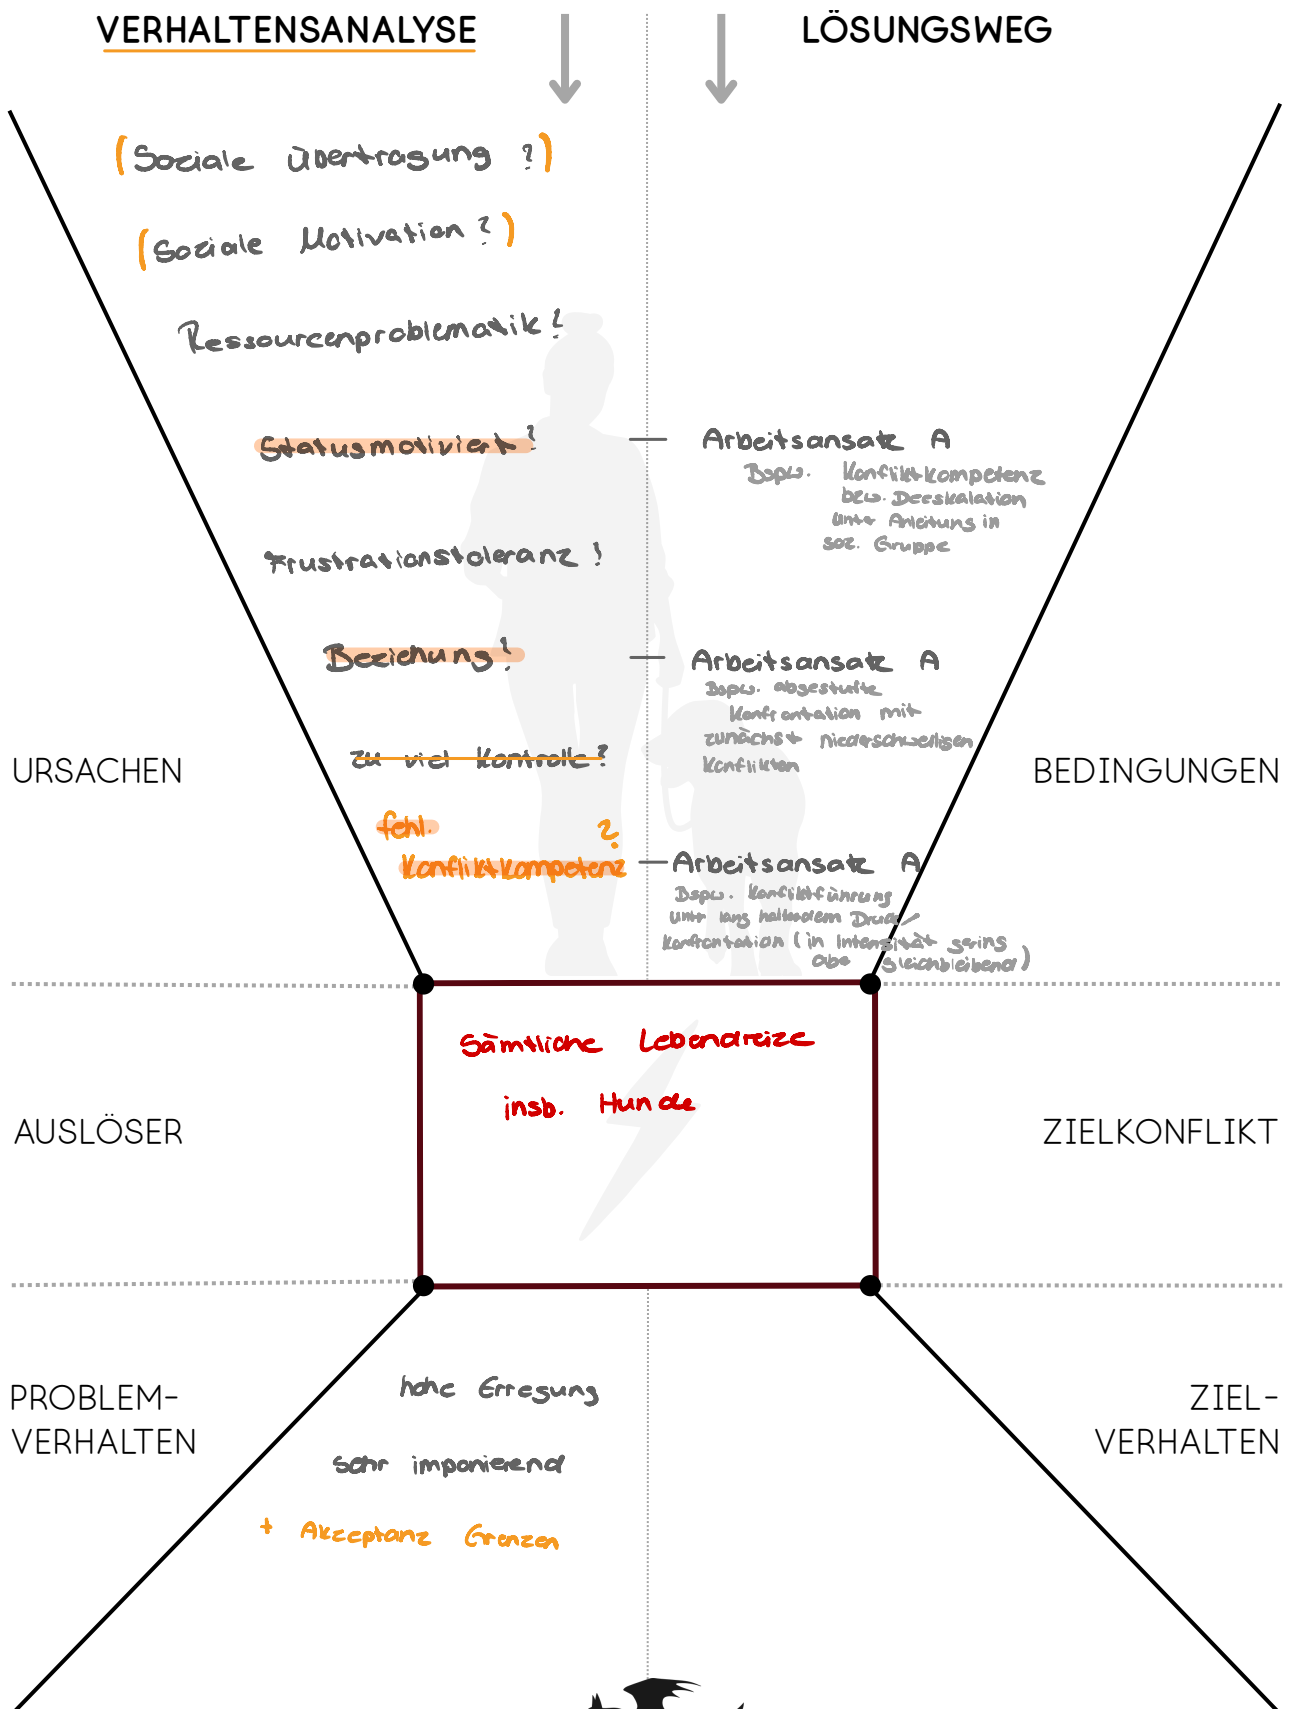 VERHALTENSANALYSE
LÖSUNGSWEG
(Soziale Übertragung ?)
(Soziale Motivation ?)
Ressourcenproblematik ?
Statusmotiviert ?
Arbeitsansatz A
Bspw. Konfliktkompetenz
bzw. Deeskalation
unter Anleitung in
soz. Gruppe
Frustrationstoleranz ?
Beziehung ?
Arbeitsansatz A
Bspw. abgestufte
Konfrontation mit
zunächst niederschwelligen
Konflikten
zu viel Kontrolle ?
URSACHEN
BEDINGUNGEN
fehl. ?
Konfliktkompetenz
Arbeitsansatz A
Bspw. Konfliktführung
unter lang haltendem Druck/
Konfrontation (in Intensität gering
aber gleichbleibend)
Sämtliche Lebendreize
insb. Hunde
AUSLÖSER
ZIELKONFLIKT
hohe Erregung
PROBLEM-
VERHALTEN
ZIEL-
VERHALTEN
sehr imponierend
+ Akzeptanz Grenzen